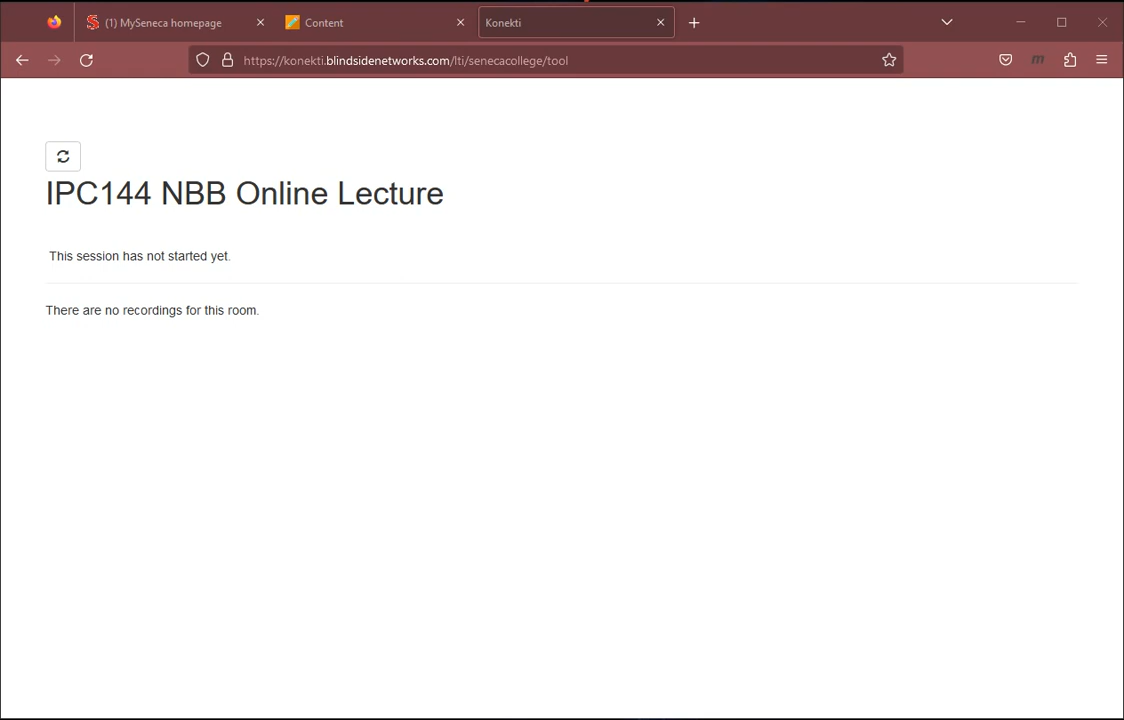 (1) MySeneca homepage
Content
Konekti
https://konekti.blindsidenetworks.com/lti/senecacollege/tool
IPC144 NBB Online Lecture
This session has not started yet.
There are no recordings for this room.